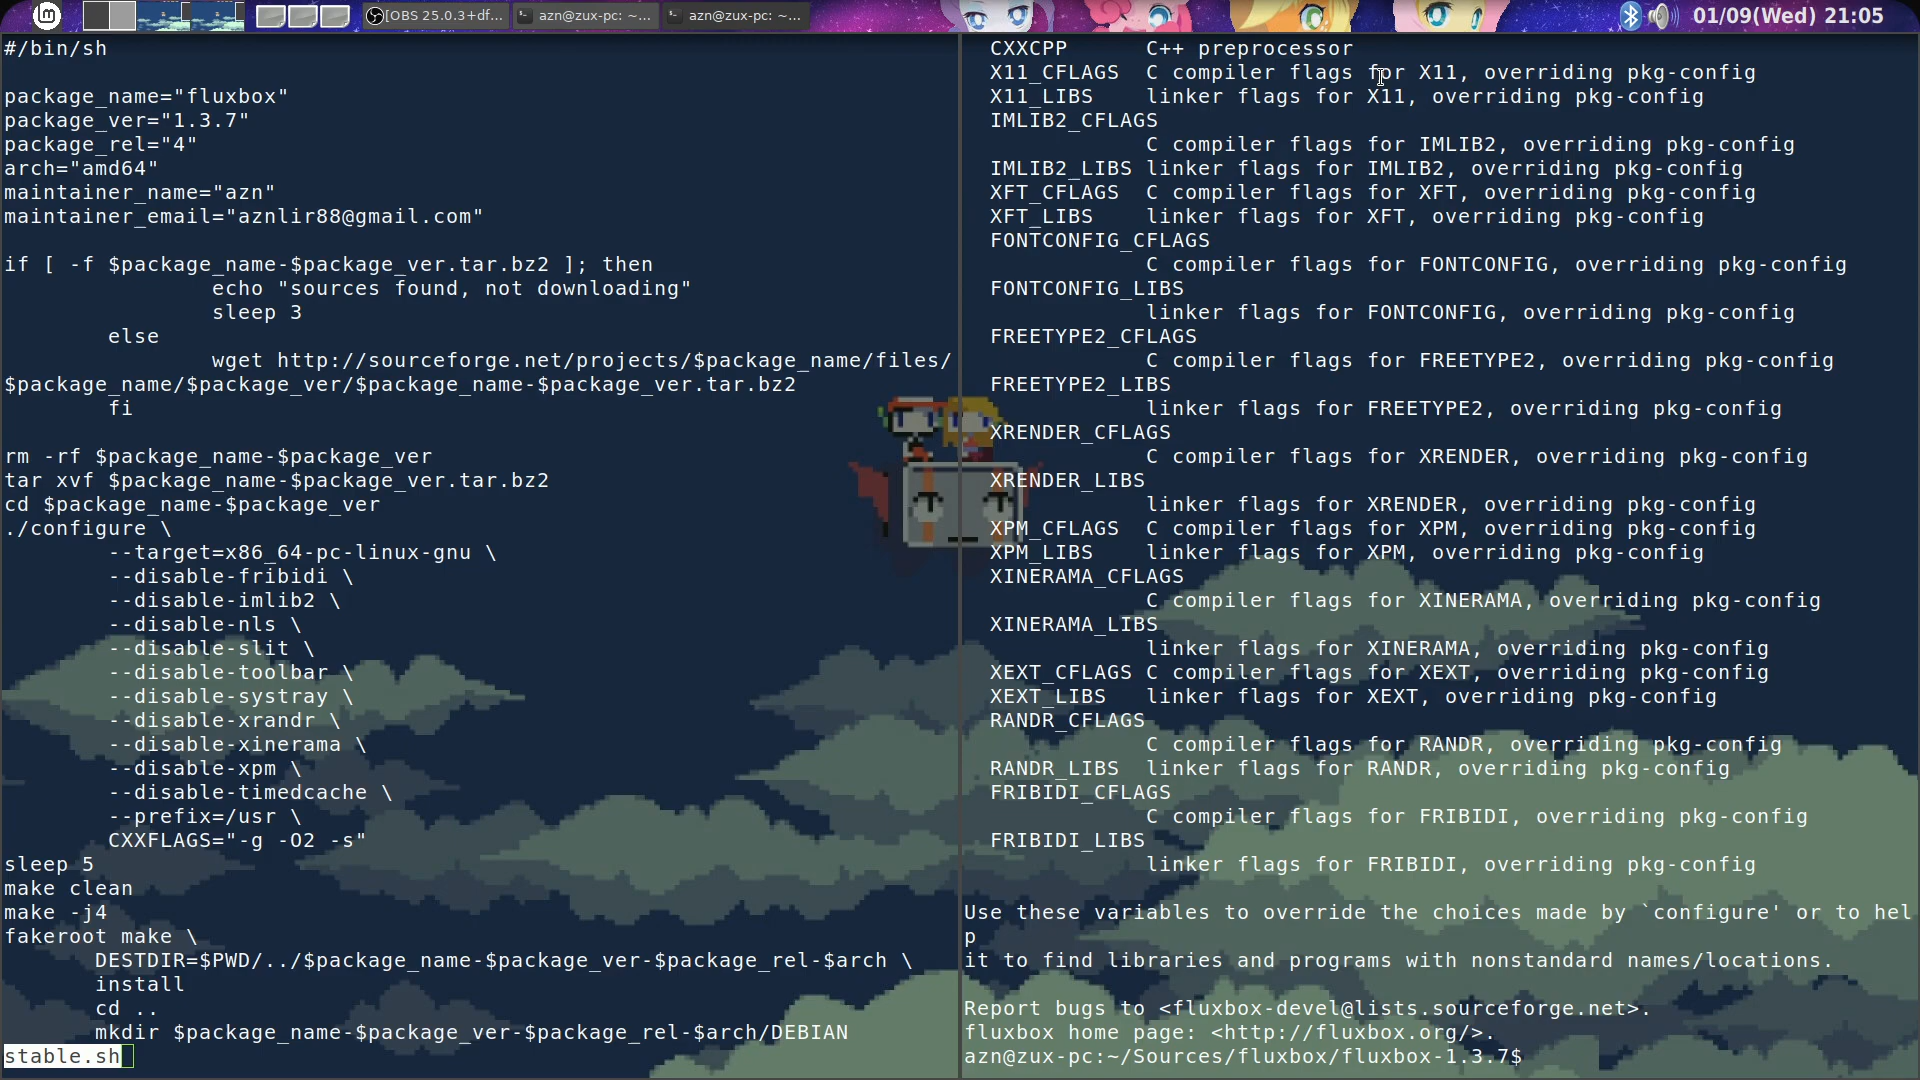 [OBS 25.0.3+df... azn@zux-pc: ~... azn@zux-pc: ~... 01/09(Wed) 21:05
#/bin/sh
package_name="fluxbox"
package_ver="1.3.7"
package_rel="4"
arch="amd64"
maintainer_name="azn"
maintainer_email="aznlir88@gmail.com"
if [ -f $package_name-$package_ver.tar.bz2 ]; then
echo "sources found, not downloading"
sleep 3
else
wget http://sourceforge.net/projects/$package_name/files/
$package_name/$package_ver/$package_name-$package_ver.tar.bz2
fi
rm -rf $package_name-$package_ver
tar xvf $package_name-$package_ver.tar.bz2
cd $package_name-$package_ver
./configure \
--target=x86_64-pc-linux-gnu \
--disable-fribidi \
--disable-imlib2 \
--disable-nls \
--disable-slit \
--disable-toolbar \
--disable-systray \
--disable-xrandr \
--disable-xinerama \
--disable-xpm \
--disable-timedcache \
--prefix=/usr \
CXXFLAGS="-g -O2 -s"
sleep 5
make clean
make -j4
fakeroot make \
DESTDIR=$PWD/../$package_name-$package_ver-$package_rel-$arch \
install
cd ..
mkdir $package_name-$package_ver-$package_rel-$arch/DEBIAN
stable.sh
CXXCPP C++ preprocessor
X11_CFLAGS C compiler flags for X11, overriding pkg-config
X11_LIBS linker flags for X11, overriding pkg-config
IMLIB2_CFLAGS
C compiler flags for IMLIB2, overriding pkg-config
IMLIB2_LIBS linker flags for IMLIB2, overriding pkg-config
XFT_CFLAGS C compiler flags for XFT, overriding pkg-config
XFT_LIBS linker flags for XFT, overriding pkg-config
FONTCONFIG_CFLAGS
C compiler flags for FONTCONFIG, overriding pkg-config
FONTCONFIG_LIBS
linker flags for FONTCONFIG, overriding pkg-config
FREETYPE2_CFLAGS
C compiler flags for FREETYPE2, overriding pkg-config
FREETYPE2_LIBS
linker flags for FREETYPE2, overriding pkg-config
XRENDER_CFLAGS
C compiler flags for XRENDER, overriding pkg-config
XRENDER_LIBS
linker flags for XRENDER, overriding pkg-config
XPM_CFLAGS C compiler flags for XPM, overriding pkg-config
XPM_LIBS linker flags for XPM, overriding pkg-config
XINERAMA_CFLAGS
C compiler flags for XINERAMA, overriding pkg-config
XINERAMA_LIBS
linker flags for XINERAMA, overriding pkg-config
XEXT_CFLAGS C compiler flags for XEXT, overriding pkg-config
XEXT_LIBS linker flags for XEXT, overriding pkg-config
RANDR_CFLAGS
C compiler flags for RANDR, overriding pkg-config
RANDR_LIBS linker flags for RANDR, overriding pkg-config
FRIBIDI_CFLAGS
C compiler flags for FRIBIDI, overriding pkg-config
FRIBIDI_LIBS
linker flags for FRIBIDI, overriding pkg-config
Use these variables to override the choices made by `configure' or to hel
p
it to find libraries and programs with nonstandard names/locations.
Report bugs to <fluxbox-devel@lists.sourceforge.net>.
fluxbox home page: <http://fluxbox.org/>.
azn@zux-pc:~/Sources/fluxbox/fluxbox-1.3.7$